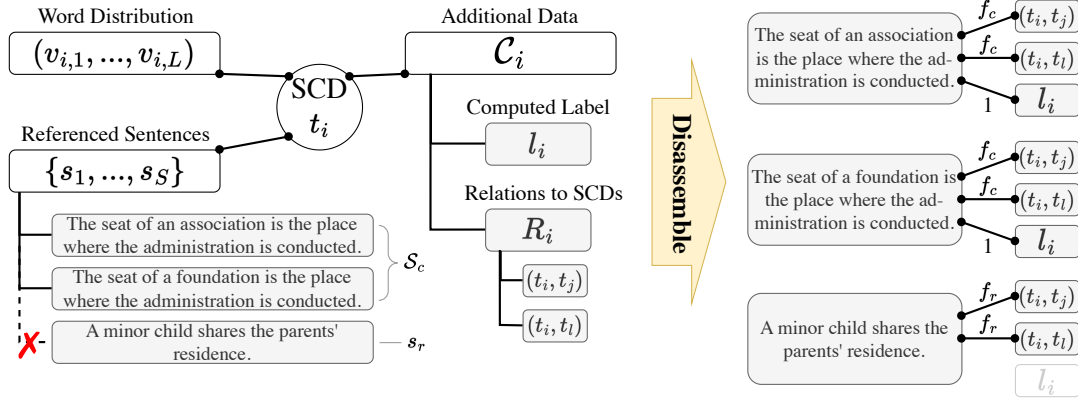 Word Distribution
(v_{i,1}, ..., v_{i,L})
Referenced Sentences
{s_1, ..., s_S}
The seat of an association is the place
where the administration is conducted.
The seat of a foundation is the place
where the administration is conducted.
S_c
A minor child shares the parents'
residence.
s_r
SCD
t_i
Additional Data
C_i
Computed Label
l_i
Relations to SCDs
R_i
(t_i, t_j)
(t_i, t_l)
Disassemble
The seat of an association
is the place where the ad-
ministration is conducted.
f_c
(t_i, t_j)
f_c
(t_i, t_l)
1
l_i
The seat of a foundation is
the place where the ad-
ministration is conducted.
f_c
(t_i, t_j)
f_c
(t_i, t_l)
1
l_i
A minor child shares the
parents' residence.
f_r
(t_i, t_j)
f_r
(t_i, t_l)
l_i